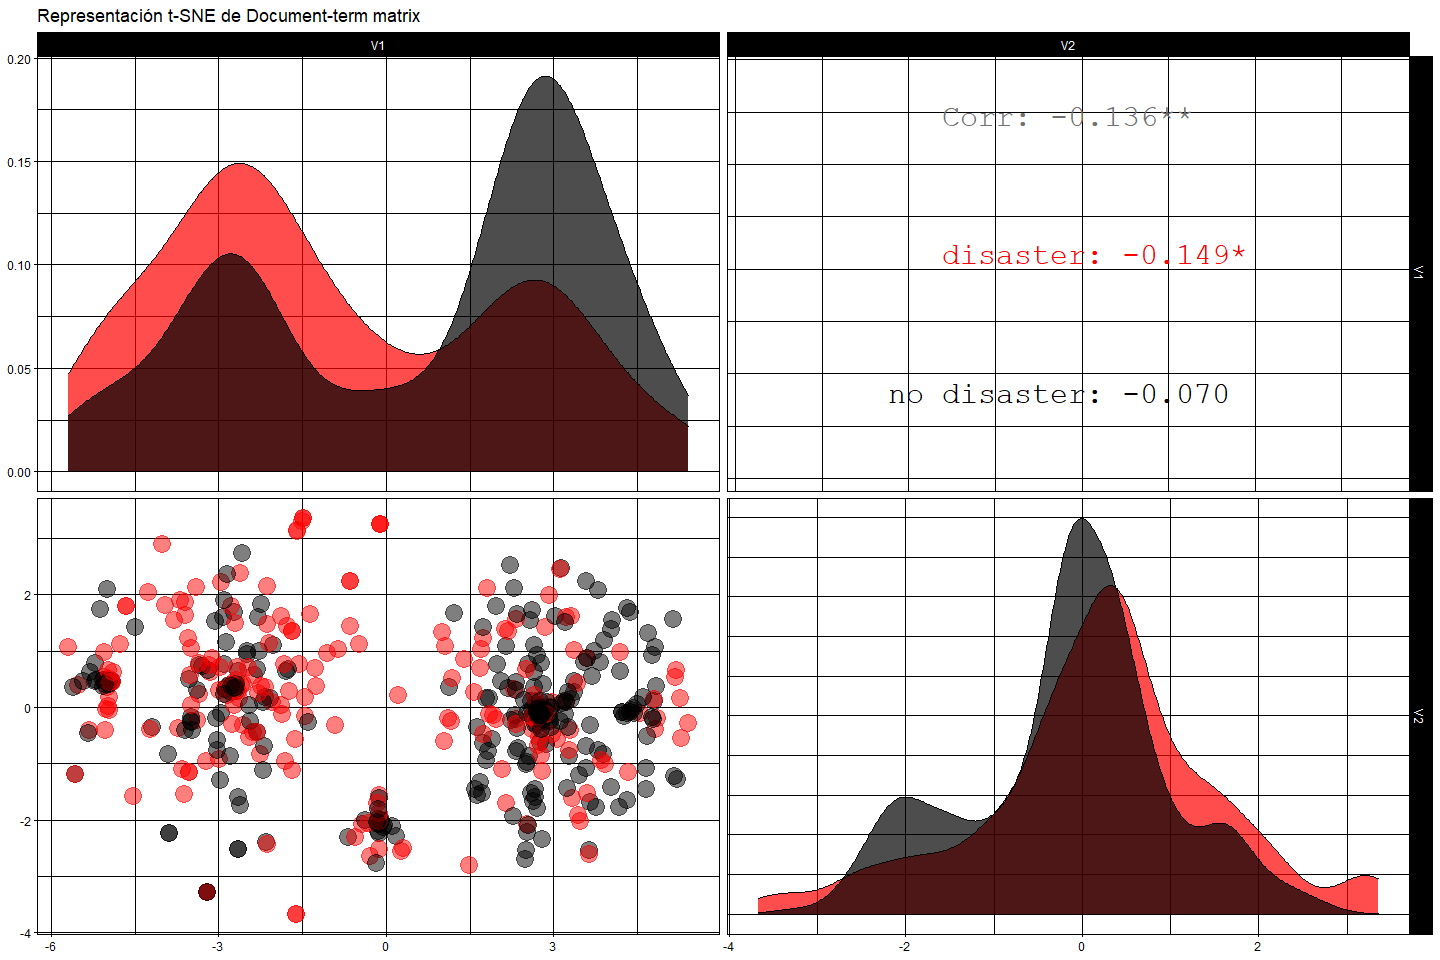 Representación t-SNE de Document-term matrix
V1
V2
0.20
0.15
0.10
0.05
0.00
Corr: -0.136**
disaster: -0.149*
no disaster: -0.070
V1
2
0
-2
-4
V2
-6
-3
0
3
-4
-2
0
2